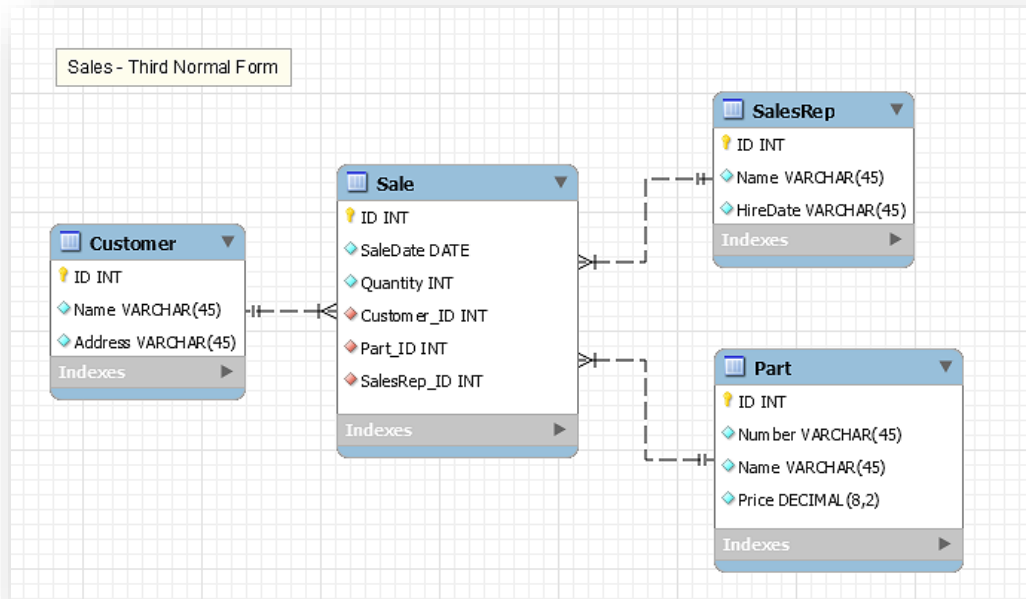 Sales - Third Normal Form
Customer
ID INT
Name VARCHAR(45)
Address VARCHAR(45)
Indexes
Sale
ID INT
SaleDate DATE
Quantity INT
Customer_ID INT
Part_ID INT
SalesRep_ID INT
Indexes
SalesRep
ID INT
Name VARCHAR(45)
HireDate VARCHAR(45)
Indexes
Part
ID INT
Number VARCHAR(45)
Name VARCHAR(45)
Price DECIMAL(8,2)
Indexes